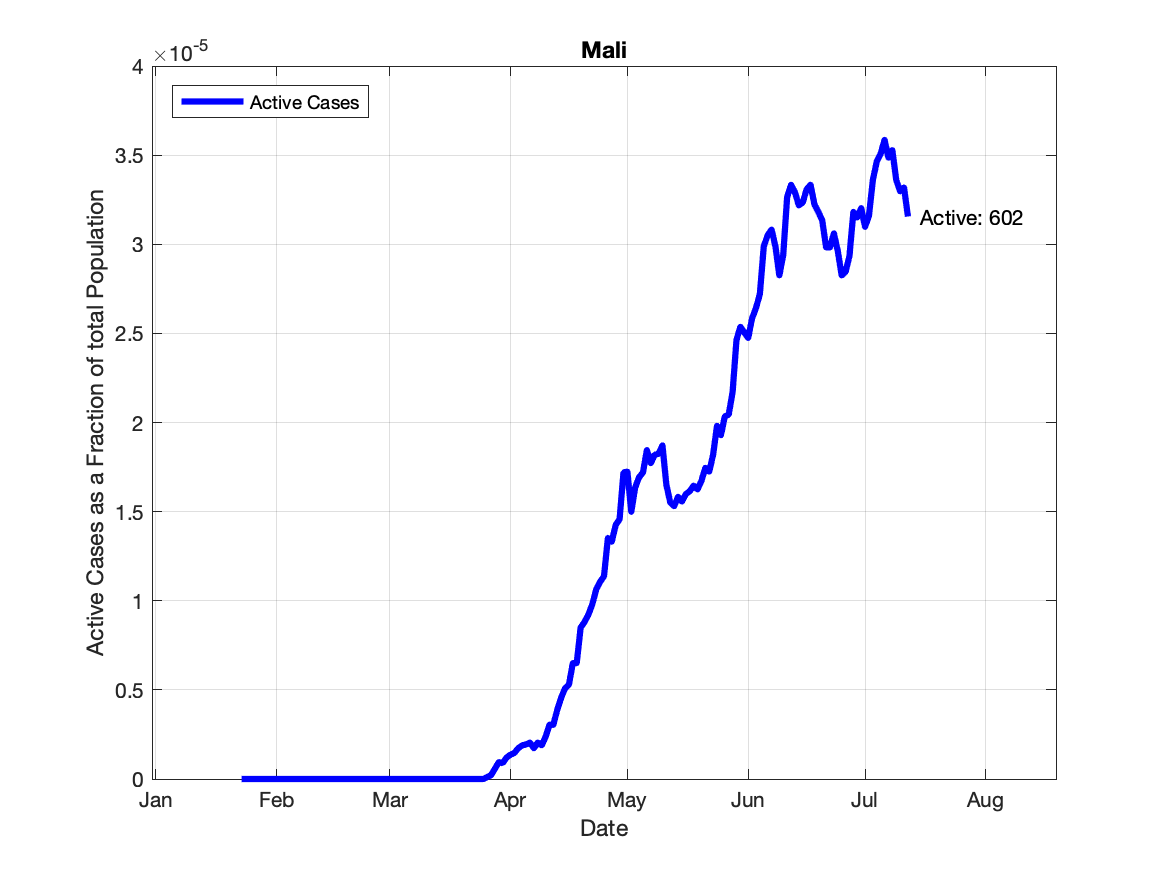 Mali
×10-5
4
3.5
3
2.5
2
1.5
1
0.5
0
Active Cases as a Fraction of total Population
Active Cases
Active: 602
Jan Feb Mar Apr May Jun Jul Aug
Date